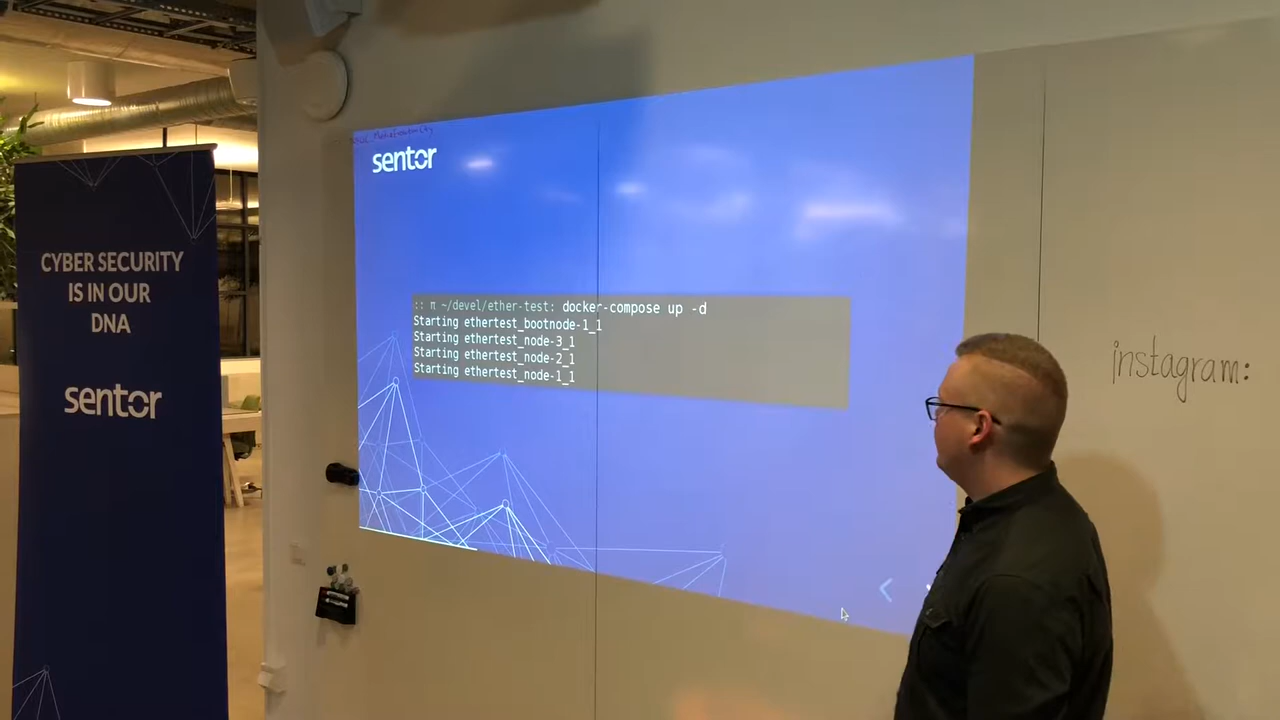 CYBER SECURITY
IS IN OUR
DNA
sentor
sentor
:: π ~/devel/ether-test: docker-compose up -d
Starting ethertest_bootnode-1_1
Starting ethertest_node-3_1
Starting ethertest_node-2_1
Starting ethertest_node-1_1
instagram: